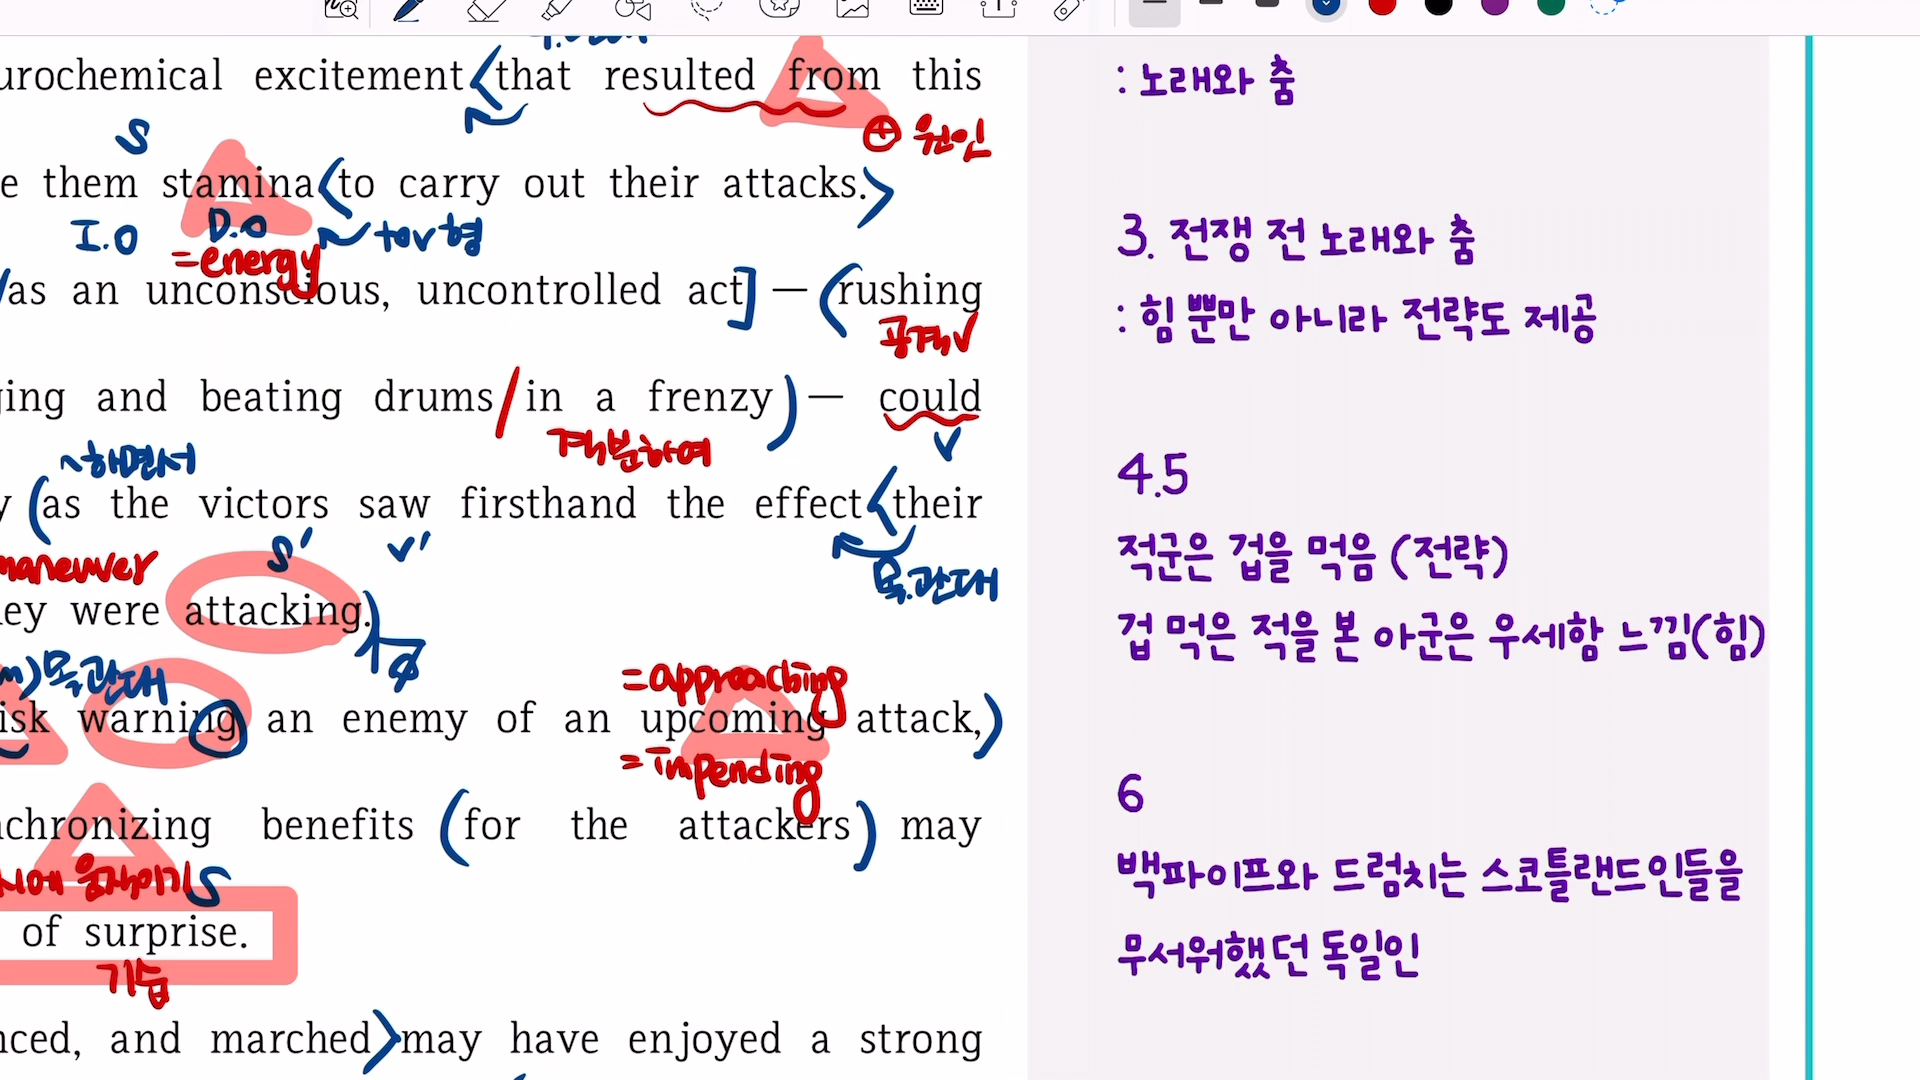 urochemical excitement that resulted from this
: 노래와 춤
⊕ 원인
S
e them stamina to carry out their attacks.
I.O D.O tov 형
3. 전쟁 전 노래와 춤
=energy
as an unconscious, uncontrolled act] — (rushing
: 힘 뿐만 아니라 전략도 제공
공격v
ging and beating drums / in a frenzy) — could
격분하여 v
~하면서
4.5
y (as the victors saw firsthand the effect their
S' v'
적군은 겁을 먹음 (전략)
maneuver
목.관대
ey were attacking.)
겁 먹은 적을 본 아군은 우세함 느낌(힘)
m) 목.관대
=approaching
isk warning an enemy of an upcoming attack,)
=impending
6
chronizing benefits (for the attackers) may
백파이프와 드럼치는 스코틀랜드인들을
S
of surprise.
무서워했던 독일인
기습
nced, and marched may have enjoyed a strong